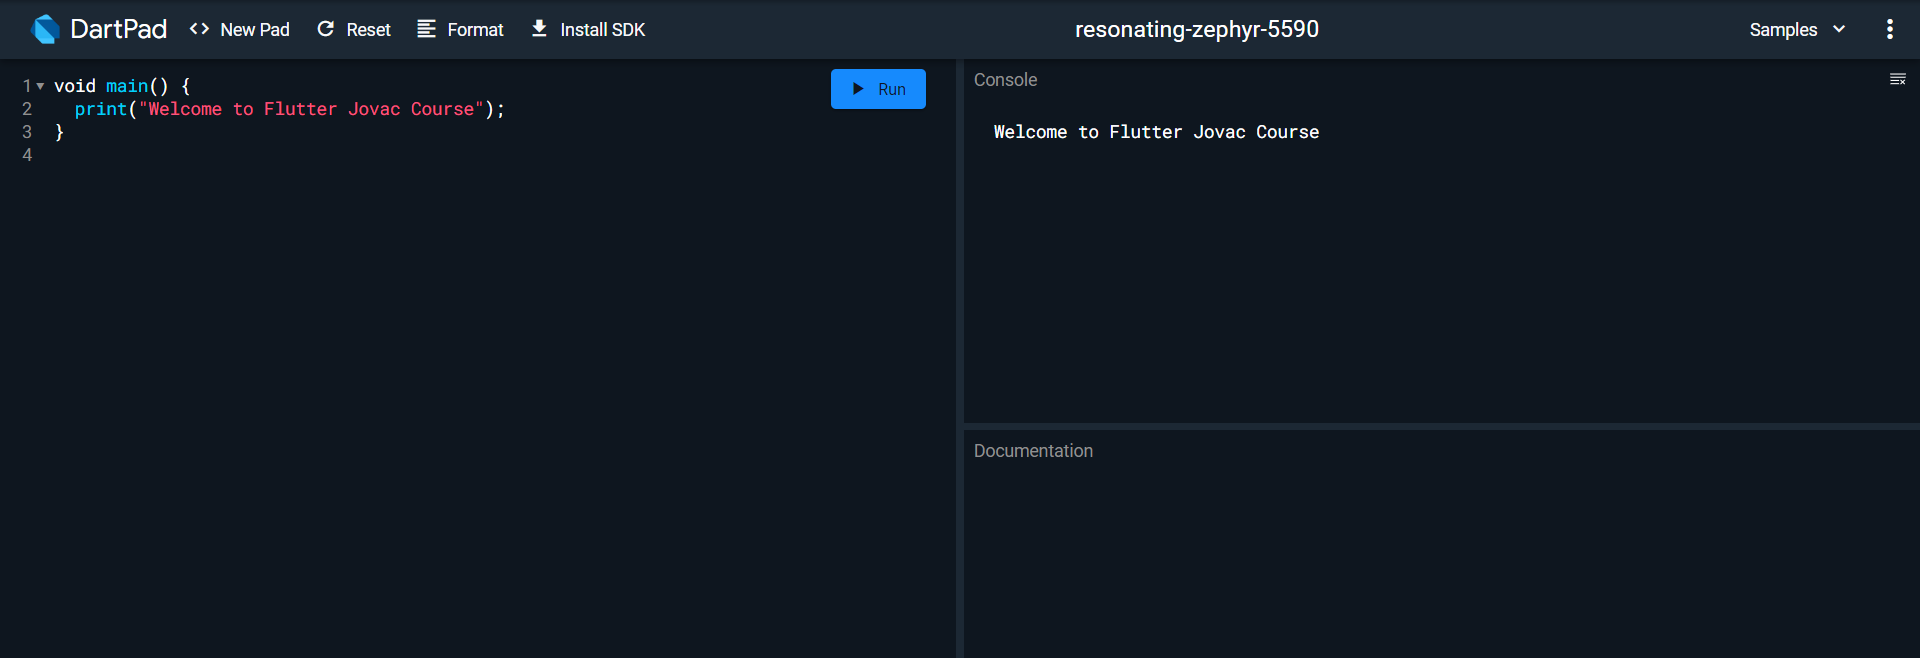 DartPad <> New Pad Reset Format Install SDK resonating-zephyr-5590 Samples
1 void main() {
2 print("Welcome to Flutter Jovac Course");
3 }
4
Run
Console
Welcome to Flutter Jovac Course
Documentation